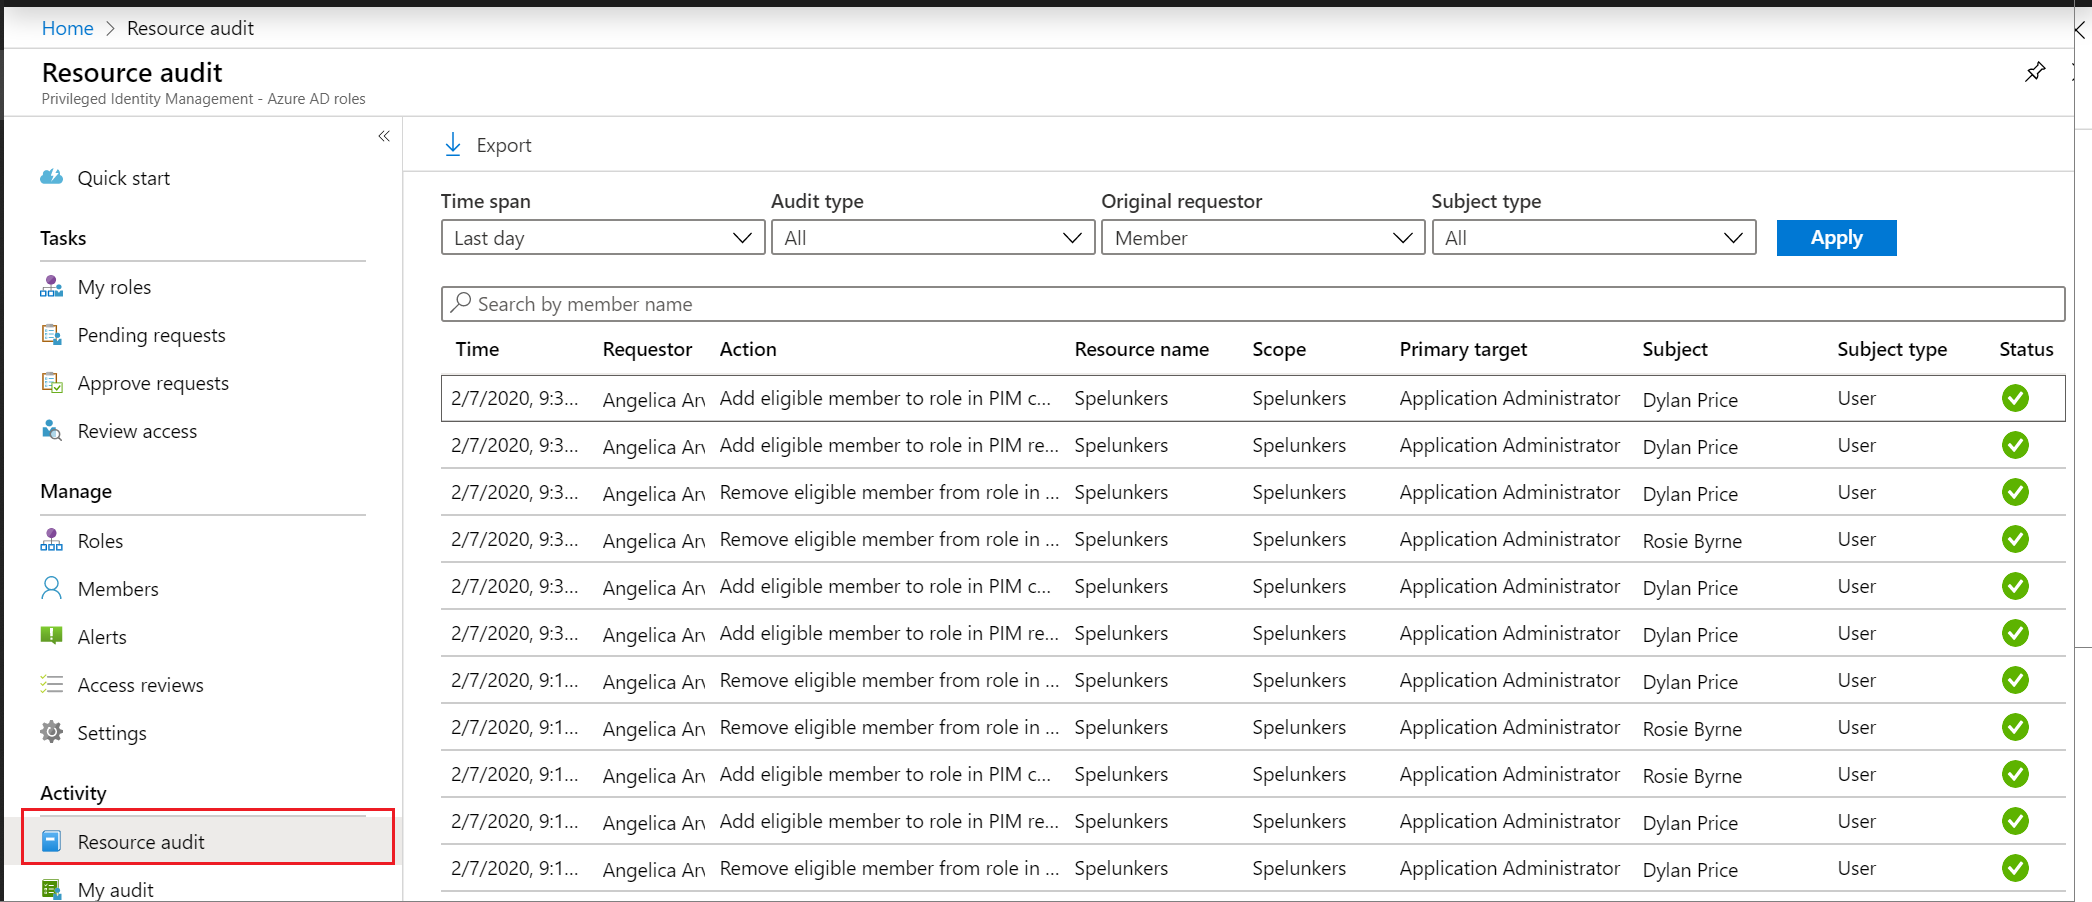 Home > Resource audit
Resource audit
Privileged Identity Management - Azure AD roles
Quick start
Tasks
My roles
Pending requests
Approve requests
Review access
Manage
Roles
Members
Alerts
Access reviews
Settings
Activity
Resource audit
My audit
Export
Time span Audit type Original requestor Subject type
Last day All Member All Apply
Search by member name
Time Requestor Action Resource name Scope Primary target Subject Subject type Status
2/7/2020, 9:3... Angelica Arv Add eligible member to role in PIM c... Spelunkers Spelunkers Application Administrator Dylan Price User
2/7/2020, 9:3... Angelica Arv Add eligible member to role in PIM re... Spelunkers Spelunkers Application Administrator Dylan Price User
2/7/2020, 9:3... Angelica Arv Remove eligible member from role in ... Spelunkers Spelunkers Application Administrator Dylan Price User
2/7/2020, 9:3... Angelica Arv Remove eligible member from role in ... Spelunkers Spelunkers Application Administrator Rosie Byrne User
2/7/2020, 9:3... Angelica Arv Add eligible member to role in PIM c... Spelunkers Spelunkers Application Administrator Dylan Price User
2/7/2020, 9:3... Angelica Arv Add eligible member to role in PIM re... Spelunkers Spelunkers Application Administrator Dylan Price User
2/7/2020, 9:1... Angelica Arv Remove eligible member from role in ... Spelunkers Spelunkers Application Administrator Dylan Price User
2/7/2020, 9:1... Angelica Arv Remove eligible member from role in ... Spelunkers Spelunkers Application Administrator Rosie Byrne User
2/7/2020, 9:1... Angelica Arv Add eligible member to role in PIM c... Spelunkers Spelunkers Application Administrator Rosie Byrne User
2/7/2020, 9:1... Angelica Arv Add eligible member to role in PIM re... Spelunkers Spelunkers Application Administrator Dylan Price User
2/7/2020, 9:1... Angelica Arv Remove eligible member from role in ... Spelunkers Spelunkers Application Administrator Dylan Price User